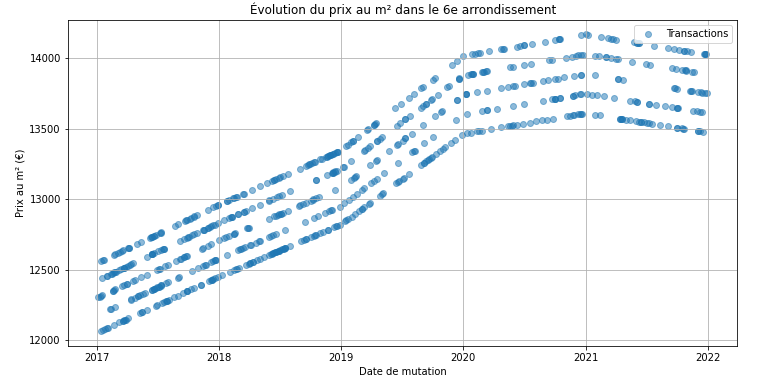 Évolution du prix au m² dans le 6e arrondissement
Transactions
14000
13500
13000
12500
12000
Prix au m² (€)
2017 2018 2019 2020 2021 2022
Date de mutation